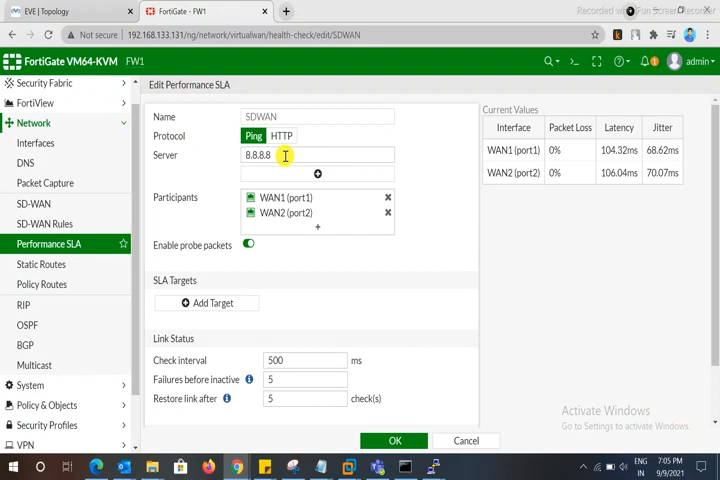 EVE | Topology
FortiGate - FW1
Recorded with iFun Screen Recorder
Not secure | 192.168.133.131/ng/network/virtualwan/health-check/edit/SDWAN
FortiGate VM64-KVM FW1
1 admin
Security Fabric
FortiView
Network
Interfaces
DNS
Packet Capture
SD-WAN
SD-WAN Rules
Performance SLA
Static Routes
Policy Routes
RIP
OSPF
BGP
Multicast
System
Policy & Objects
Security Profiles
VPN
Edit Performance SLA
Name SDWAN
Protocol Ping HTTP
Server 8.8.8.8
Participants WAN1 (port1)
WAN2 (port2)
Enable probe packets
SLA Targets
Add Target
Link Status
Check interval 500 ms
Failures before inactive 5
Restore link after 5 check(s)
OK Cancel
Current Values
Interface Packet Loss Latency Jitter
WAN1 (port1) 0% 104.32ms 68.62ms
WAN2 (port2) 0% 106.04ms 70.07ms
Activate Windows
Go to Settings to activate Windows.
ENG 7:05 PM
IN 9/9/2021